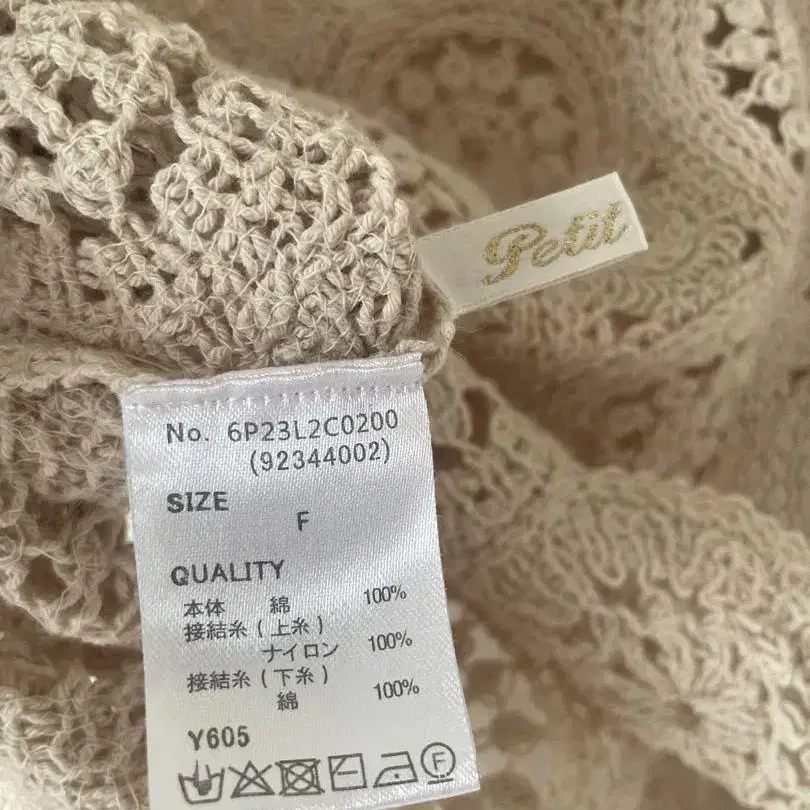 Petit
No. 6P23L2C0200
(92344002)
SIZE
F
QUALITY
本体 綿 100%
接結糸(上糸)
ナイロン 100%
接結糸(下糸)
綿 100%
Y605
F